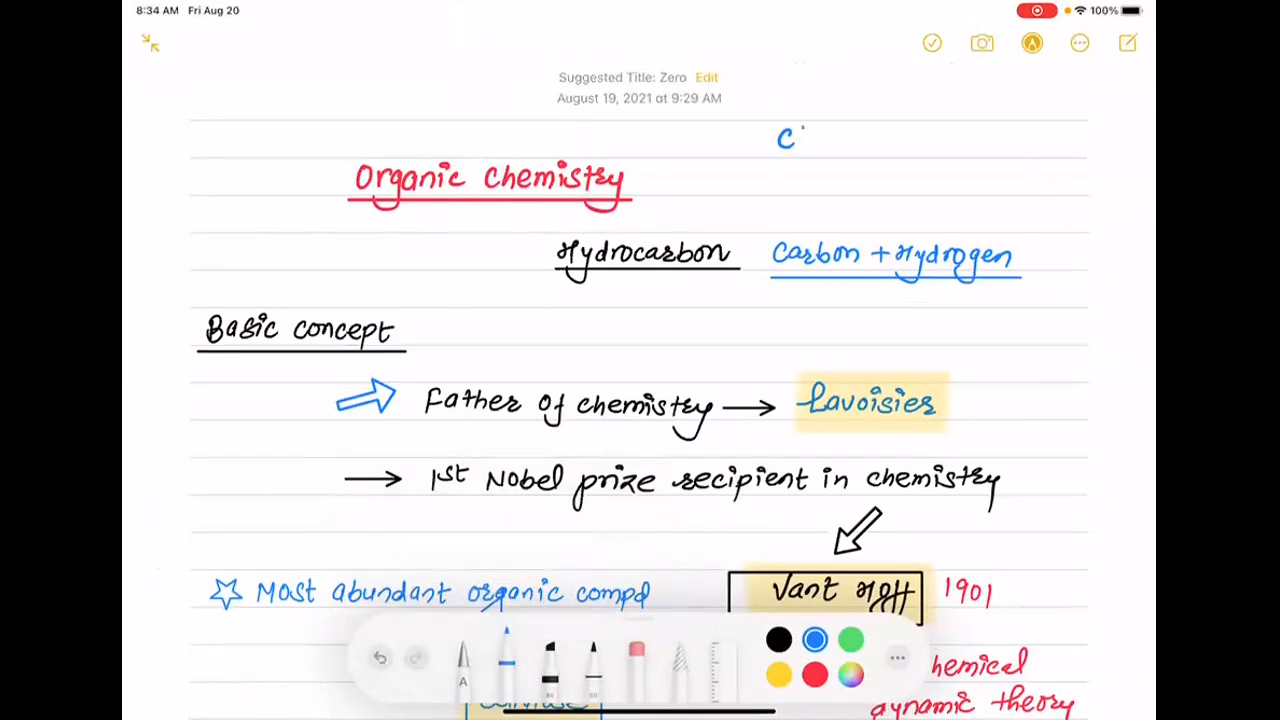 8:34 AM Fri Aug 20
100%
Suggested Title: Zero Edit
August 19, 2021 at 9:29 AM
C
Organic chemistry
Hydrocarbon Carbon + Hydrogen
Basic concept
Father of chemistry → Lavoisier
→ 1st Nobel prize recipient in chemistry
☆ Most abundant organic compd Vant Hoff 1901
hemical
dynamic theory